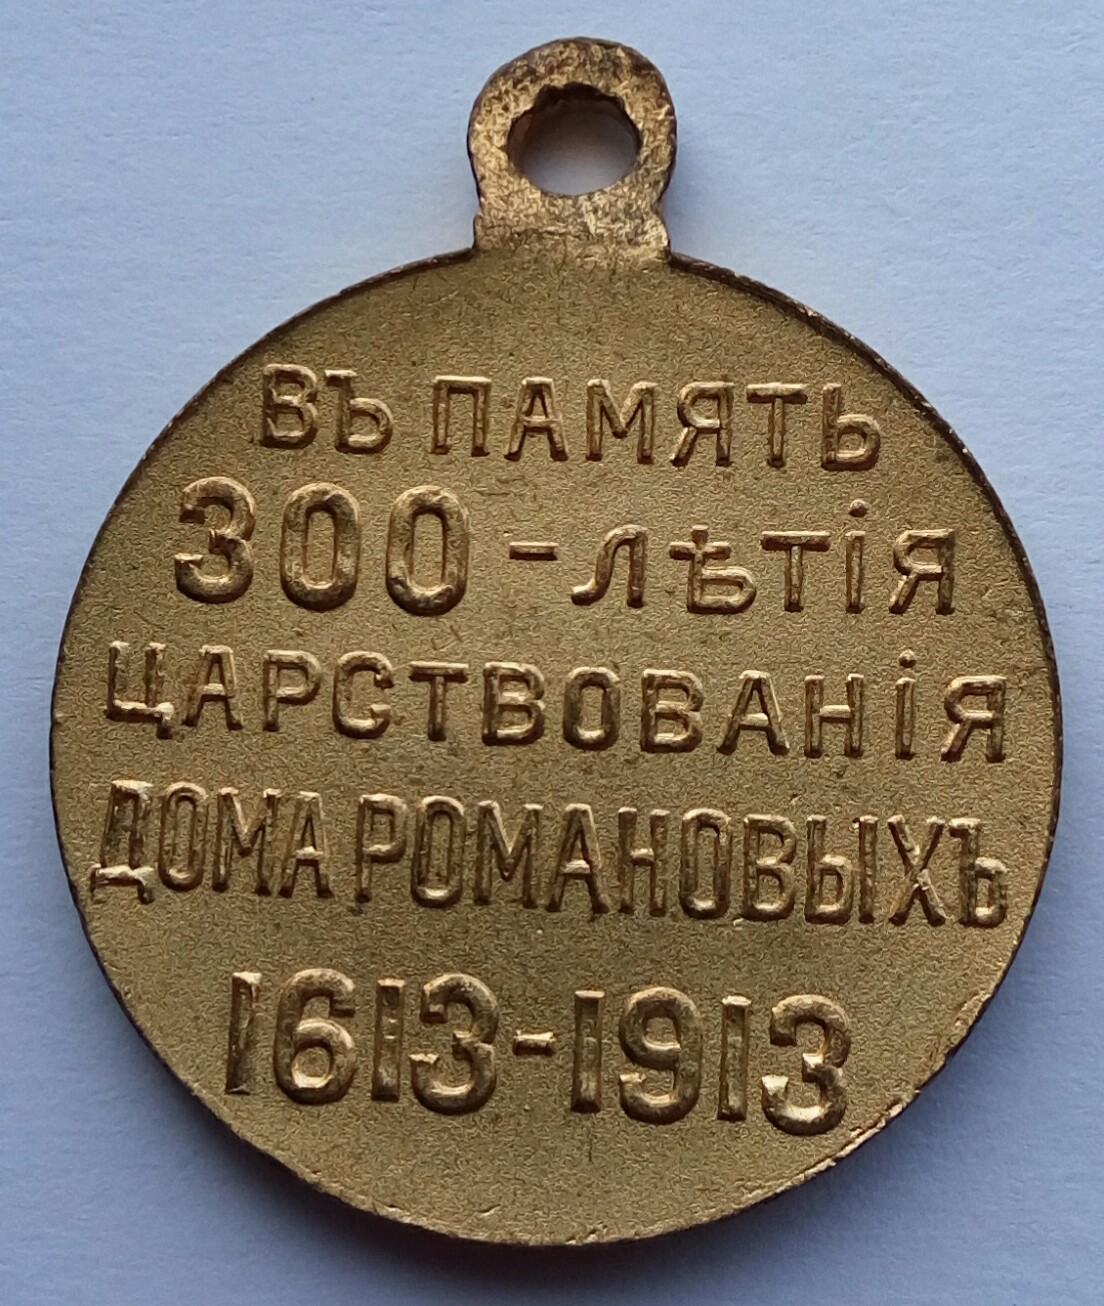 ВЪ ПАМЯТЬ
300-ЛѢТІЯ
ЦАРСТВОВАНІЯ
ДОМА РОМАНОВЫХЪ
1613-1913